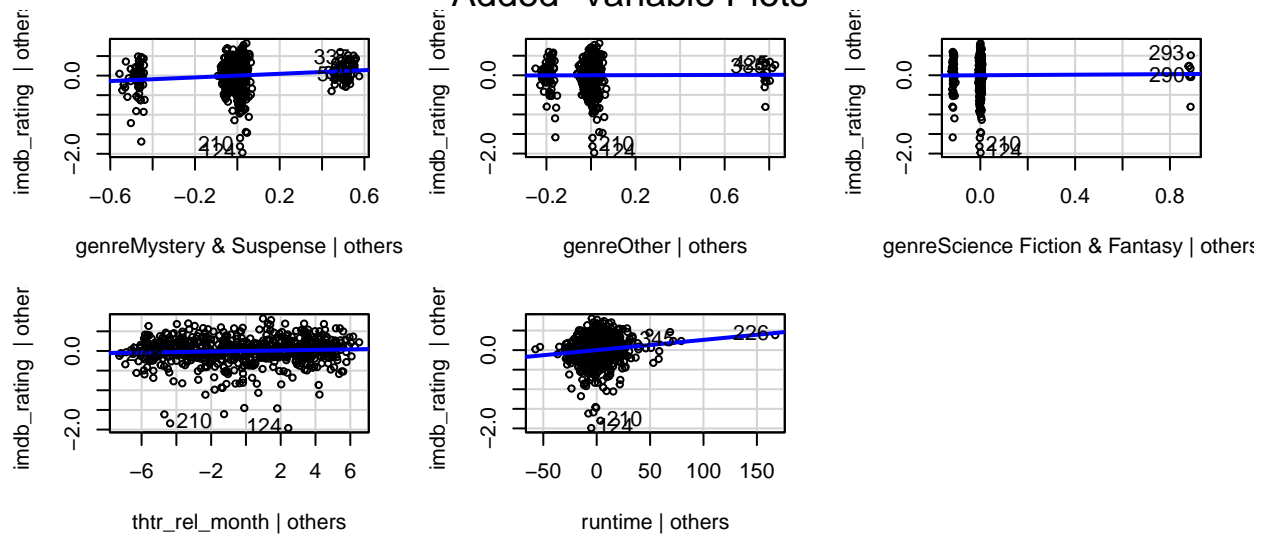 Added−Variable Plots
imdb_rating | others
0.0
−2.0
337
210
124
−0.6 −0.2 0.2 0.6
genreMystery & Suspense | others
imdb_rating | others
0.0
−2.0
210
124
−0.2 0.2 0.6
genreOther | others
imdb_rating | others
0.0
−2.0
293
290
210
124
0.0 0.4 0.8
genreScience Fiction & Fantasy | others
imdb_rating | others
0.0
−2.0
210
124
−6 −2 2 4 6
thtr_rel_month | others
imdb_rating | others
0.0
−2.0
345
226
210
124
−50 0 50 100 150
runtime | others